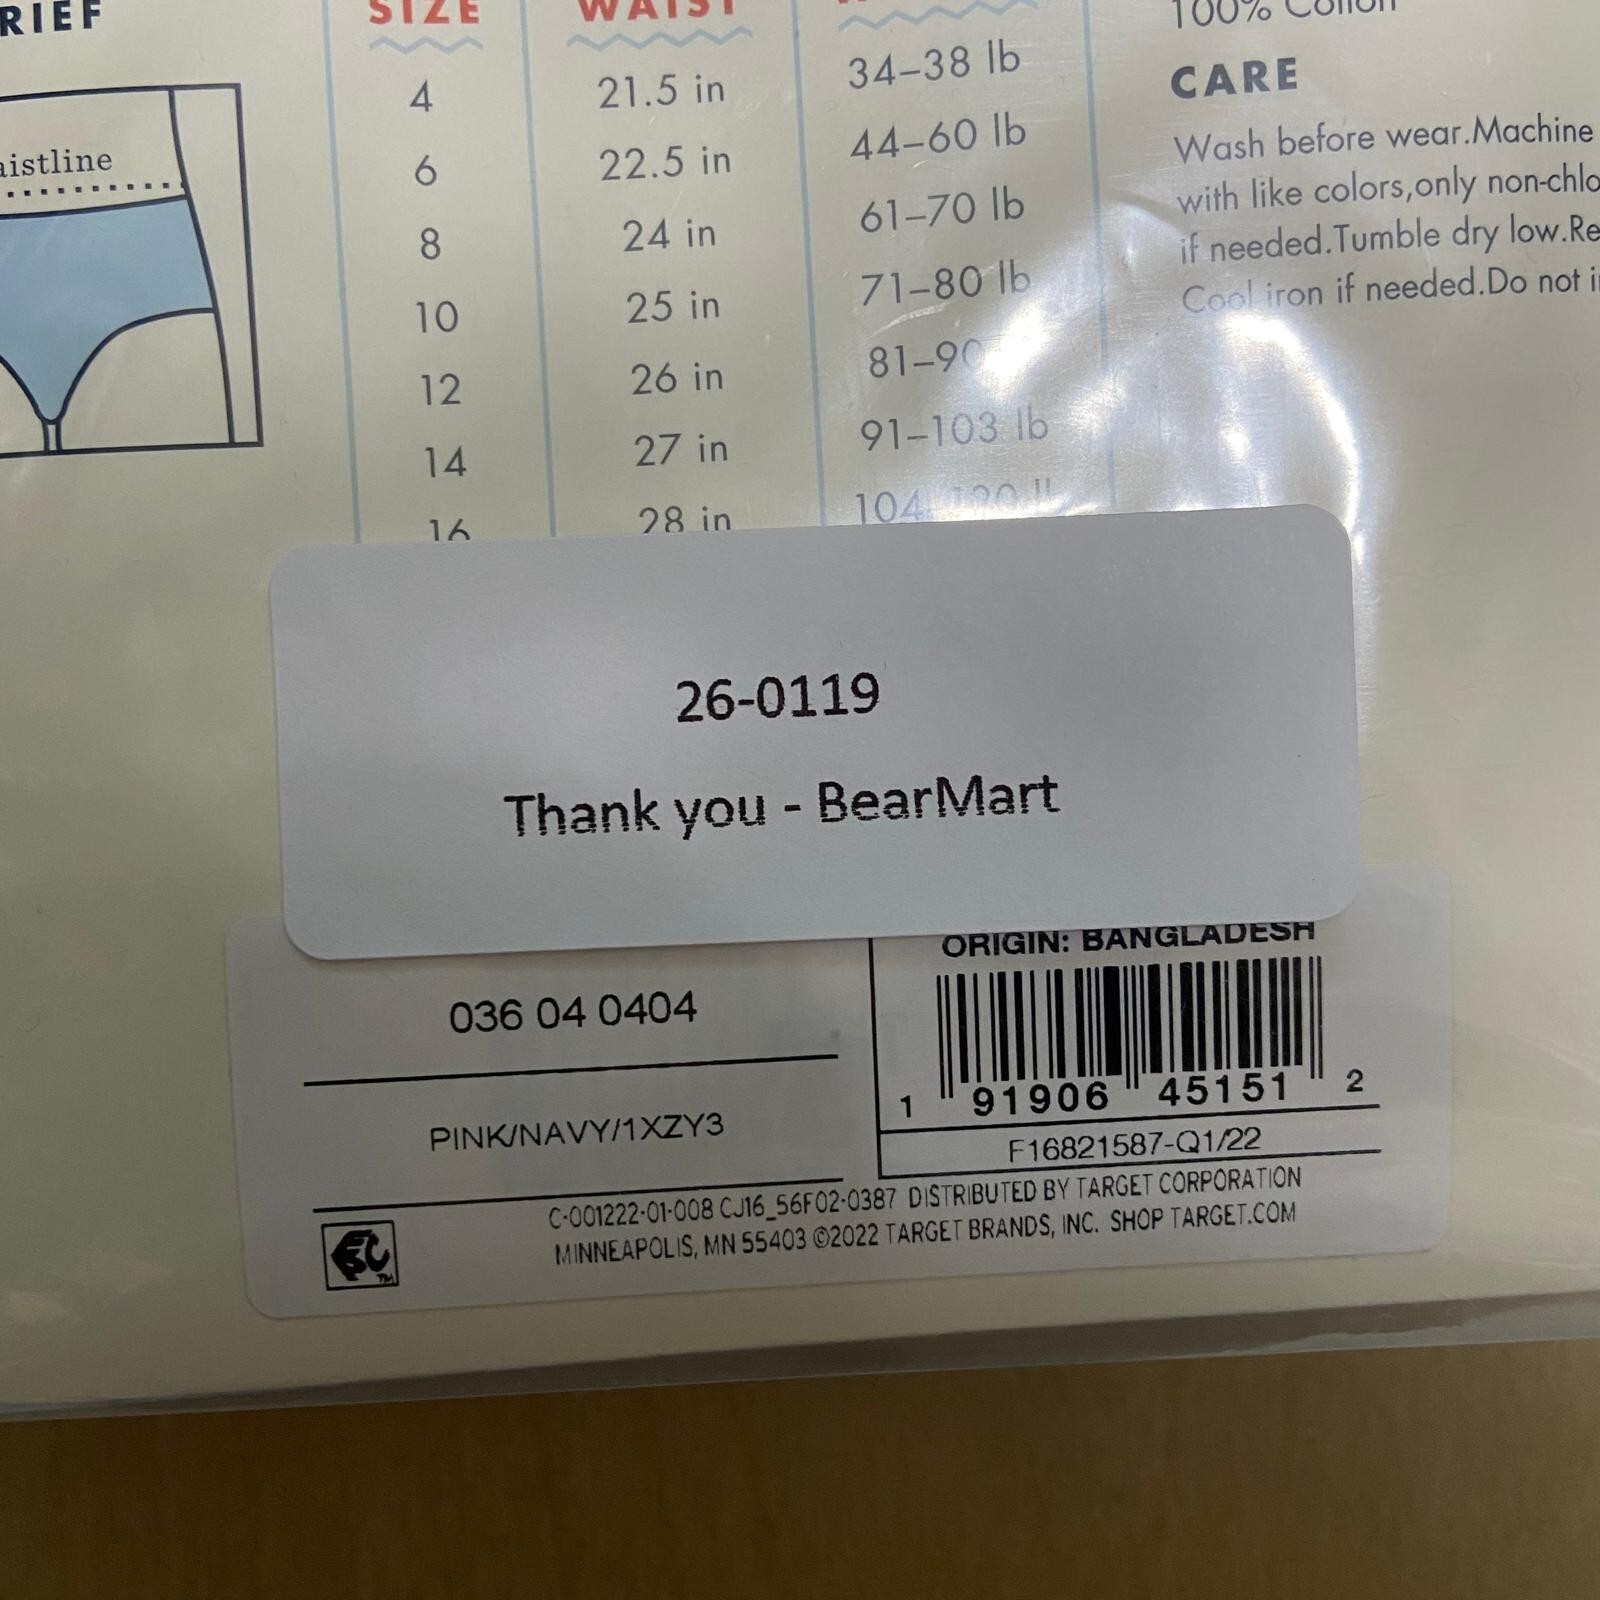 RIEF
aistline
SIZE WAIST
4 21.5 in 34–38 lb
6 22.5 in 44–60 lb
8 24 in 61–70 lb
10 25 in 71–80 lb
12 26 in 81–90
14 27 in 91–103 lb
16 28 in 104
100% Cotton
CARE
Wash before wear.Machine
with like colors,only non-chlo
if needed.Tumble dry low.Re
Cool iron if needed.Do not i
26-0119
Thank you - BearMart
036 04 0404
PINK/NAVY/1XZY3
ORIGIN: BANGLADESH
1 91906 45151 2
F16821587-Q1/22
C-001222-01-008 CJ16_56F02-0387 DISTRIBUTED BY TARGET CORPORATION
MINNEAPOLIS, MN 55403 ©2022 TARGET BRANDS, INC. SHOP TARGET.COM
TM